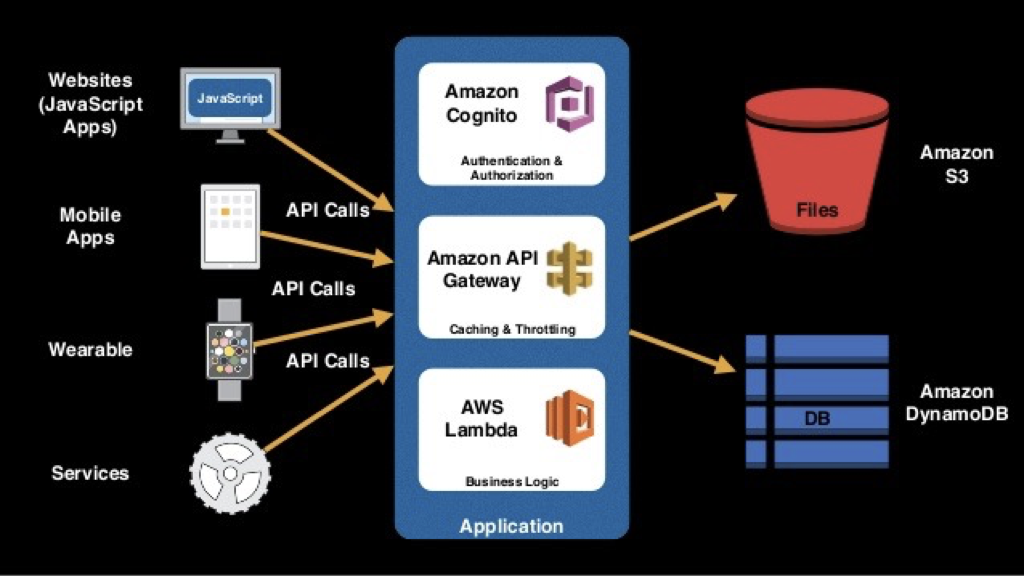 Websites
(JavaScript
Apps)
JavaScript
Mobile
Apps
Wearable
Services
API Calls
API Calls
API Calls
Amazon
Cognito
Authentication &
Authorization
Amazon API
Gateway
Caching & Throttling
AWS
Lambda
Business Logic
Application
Files
Amazon
S3
DB
Amazon
DynamoDB